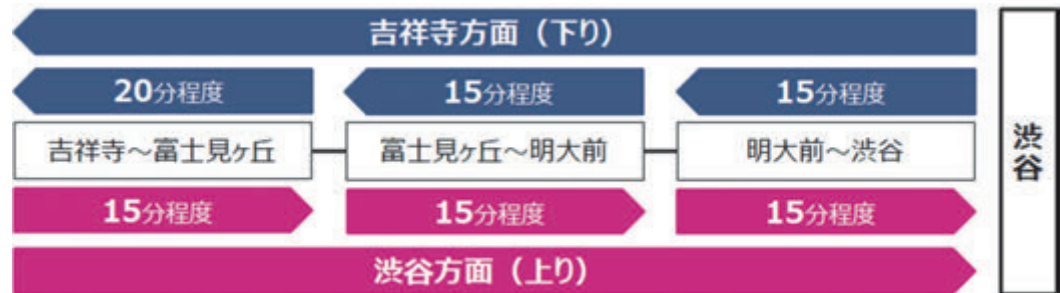 吉祥寺方面（下り）
20分程度
15分程度
15分程度
吉祥寺～富士見ヶ丘
富士見ヶ丘～明大前
明大前～渋谷
15分程度
15分程度
15分程度
渋谷方面（上り）
渋谷